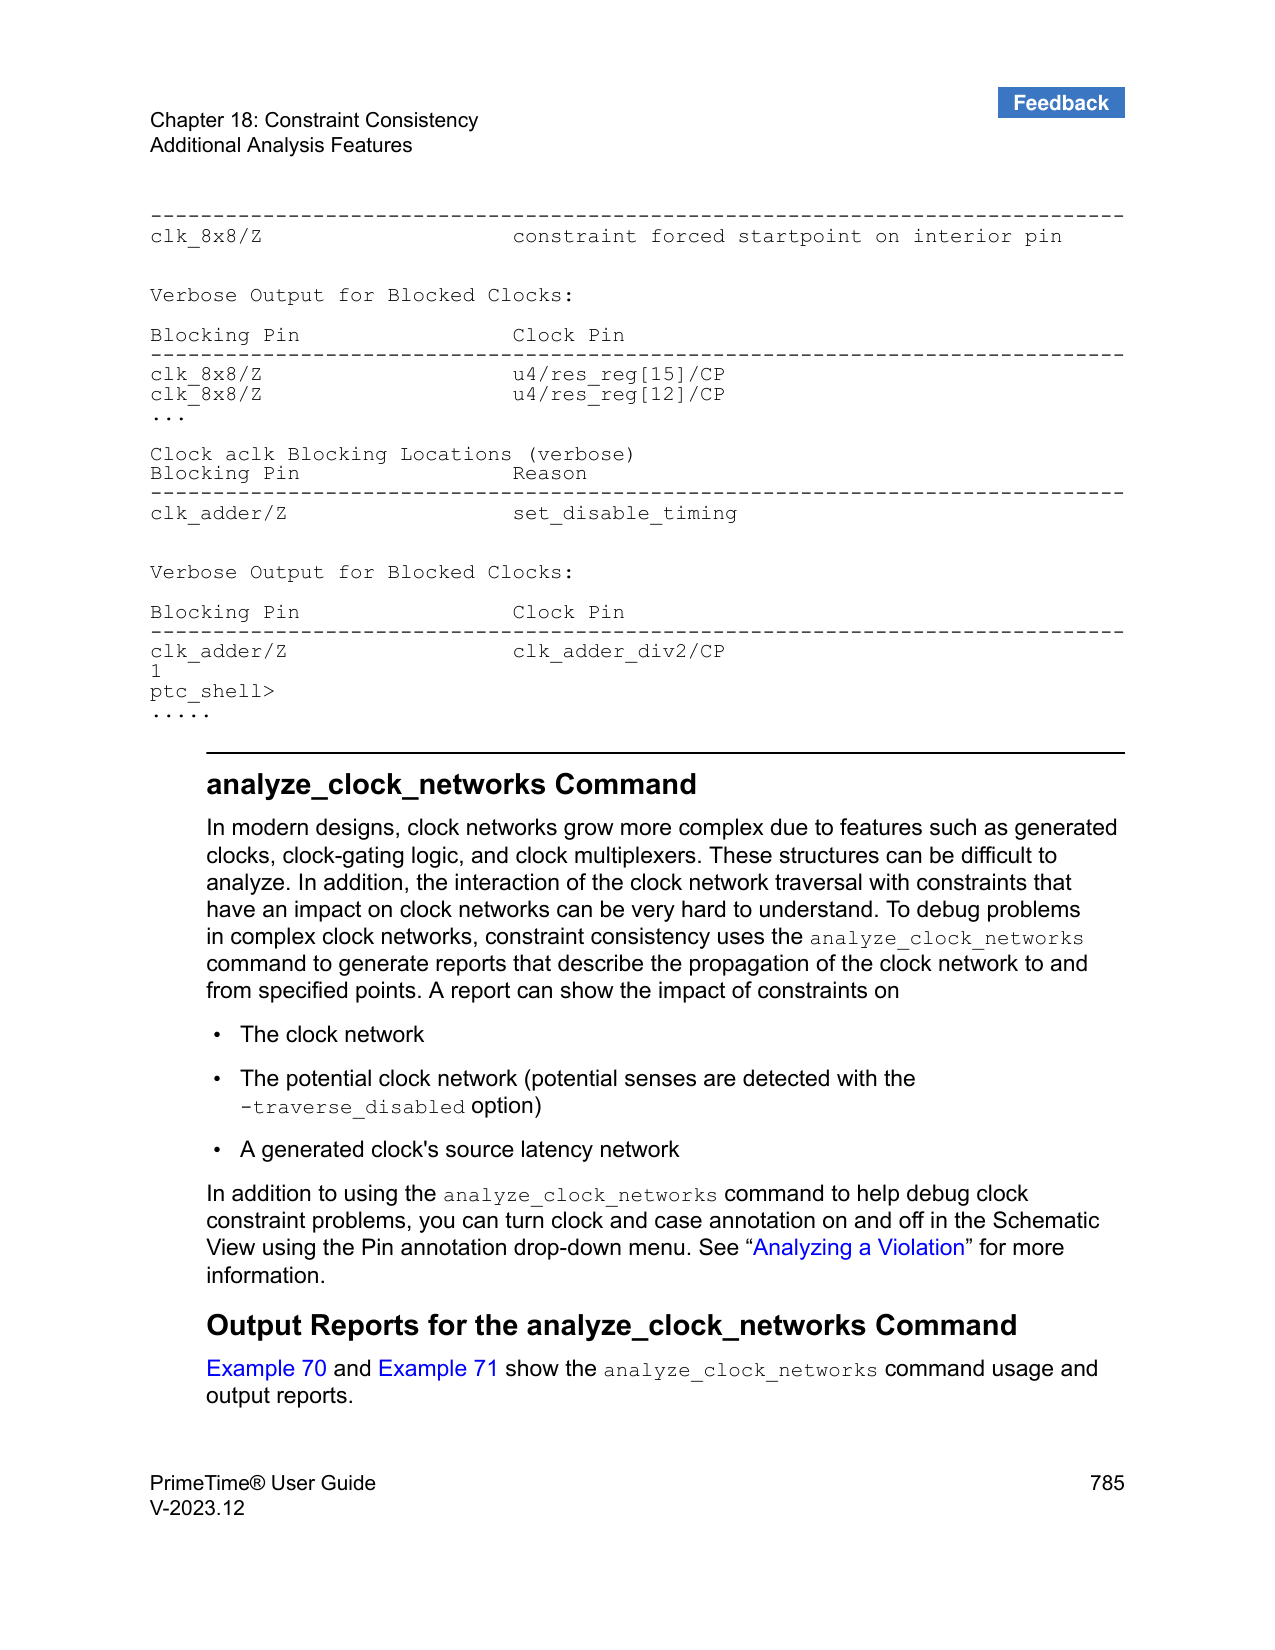 Feedback
Chapter 18: Constraint Consistency
Additional Analysis Features
------------------------------------------------------------------------------
clk_8x8/Z                    constraint forced startpoint on interior pin
Verbose Output for Blocked Clocks:
Blocking Pin                 Clock Pin
------------------------------------------------------------------------------
clk_8x8/Z                    u4/res_reg[15]/CP
clk_8x8/Z                    u4/res_reg[12]/CP
...
Clock aclk Blocking Locations (verbose)
Blocking Pin                 Reason
------------------------------------------------------------------------------
clk_adder/Z                  set_disable_timing
Verbose Output for Blocked Clocks:
Blocking Pin                 Clock Pin
------------------------------------------------------------------------------
clk_adder/Z                  clk_adder_div2/CP
1
ptc_shell>
.....
analyze_clock_networks Command
In modern designs, clock networks grow more complex due to features such as generated
clocks, clock-gating logic, and clock multiplexers. These structures can be difficult to
analyze. In addition, the interaction of the clock network traversal with constraints that
have an impact on clock networks can be very hard to understand. To debug problems
in complex clock networks, constraint consistency uses the analyze_clock_networks
command to generate reports that describe the propagation of the clock network to and
from specified points. A report can show the impact of constraints on
• The clock network
• The potential clock network (potential senses are detected with the
-traverse_disabled option)
• A generated clock's source latency network
In addition to using the analyze_clock_networks command to help debug clock
constraint problems, you can turn clock and case annotation on and off in the Schematic
View using the Pin annotation drop-down menu. See “Analyzing a Violation” for more
information.
Output Reports for the analyze_clock_networks Command
Example 70 and Example 71 show the analyze_clock_networks command usage and
output reports.
PrimeTime® User Guide
785
V-2023.12